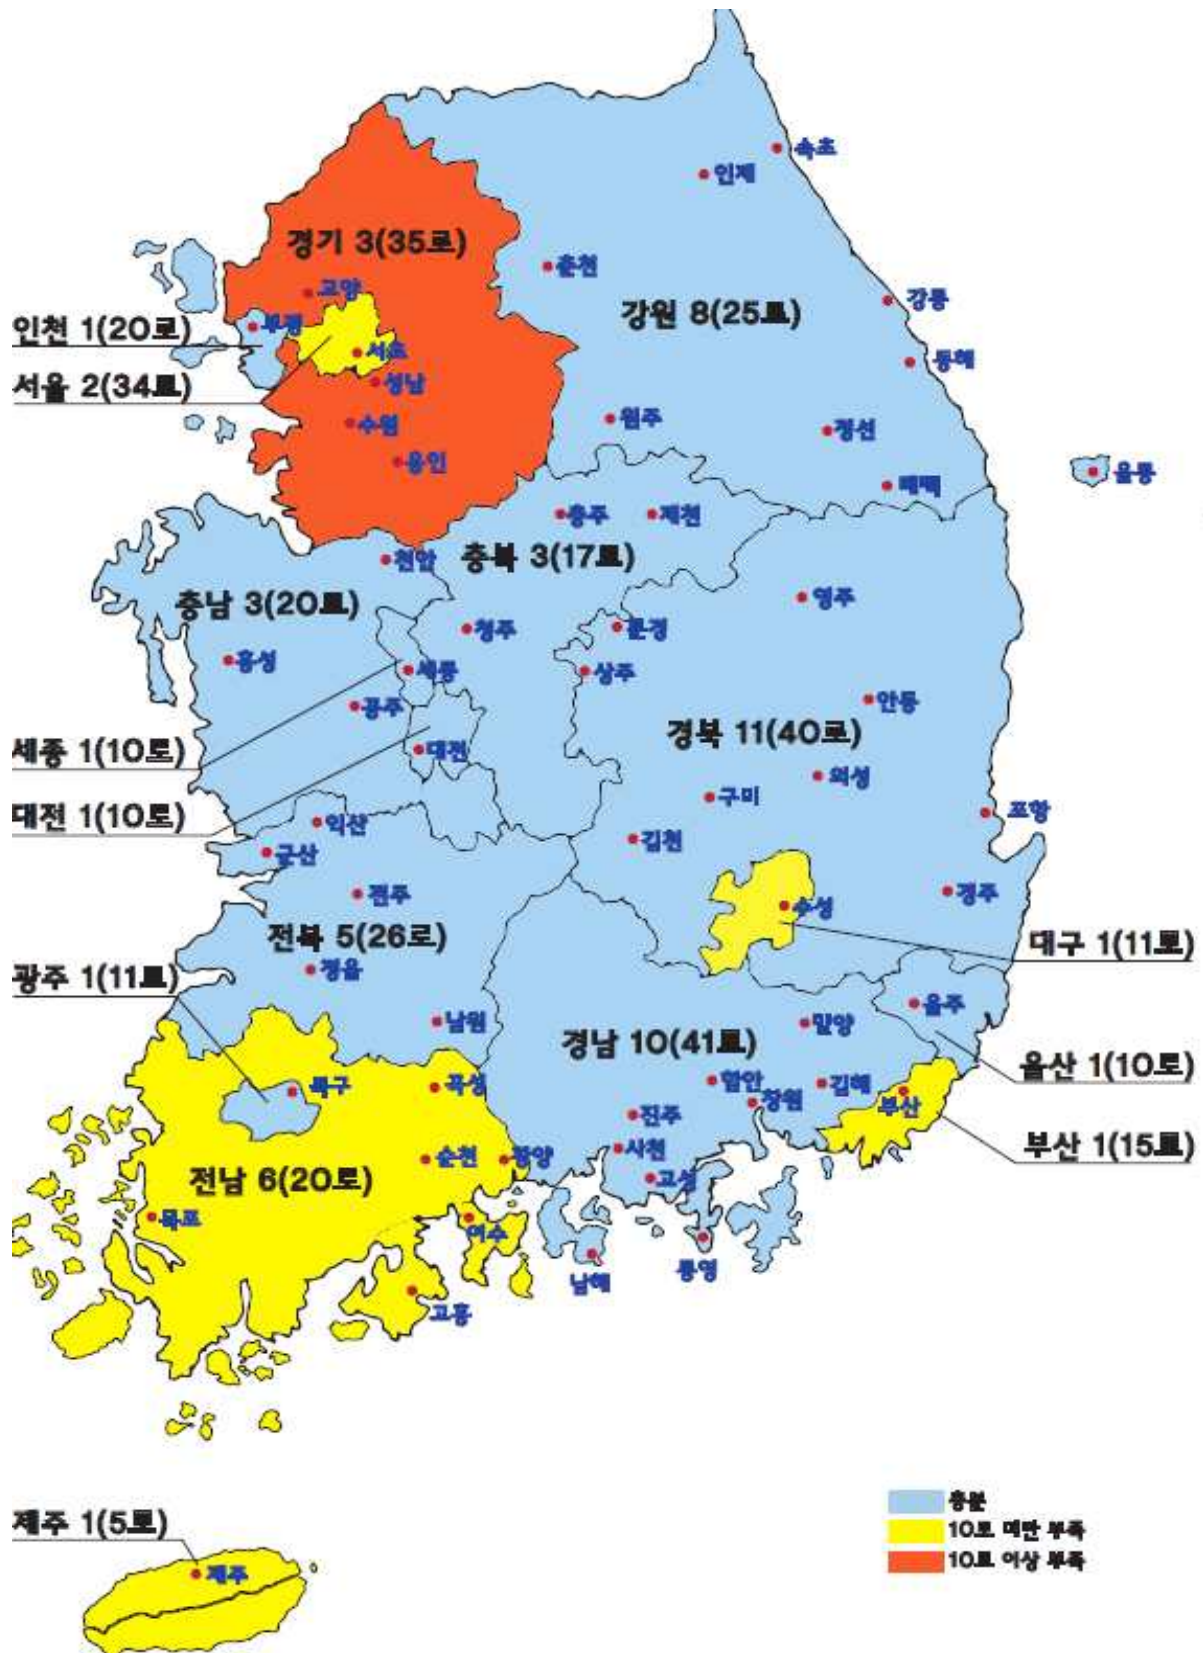 속초
인제
경기 3(35로)
춘천
고양
강릉
강원 8(25로)
인천 1(20로)
부평
서초
동해
서울 2(34로)
성남
수원
원주
정선
용인
울릉
태백
충주
제천
천안
충북 3(17로)
영주
충남 3(20로)
청주
문경
홍성
세종
상주
안동
공주
경북 11(40로)
세종 1(10로)
대전
의성
구미
대전 1(10로)
익산
포항
군산
김천
전주
경주
수성
전북 5(26로)
대구 1(11로)
광주 1(11로)
정읍
울주
남원
밀양
경남 10(41로)
울산 1(10로)
북구
곡성
함안
김해
부산
창원
진주
부산 1(15로)
사천
순천
광양
전남 6(20로)
고성
목포
여수
통영
남해
고흥
제주 1(5로)
제주
충분
10로 미만 부족
10로 이상 부족